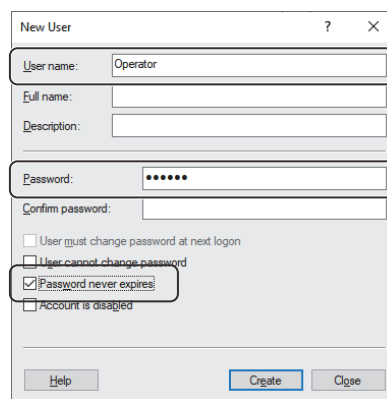 New User ? ×
User name: Operator
Full name:
Description:
Password: ••••••
Confirm password:
User must change password at next logon
User cannot change password
Password never expires
Account is disabled
Help Create Close